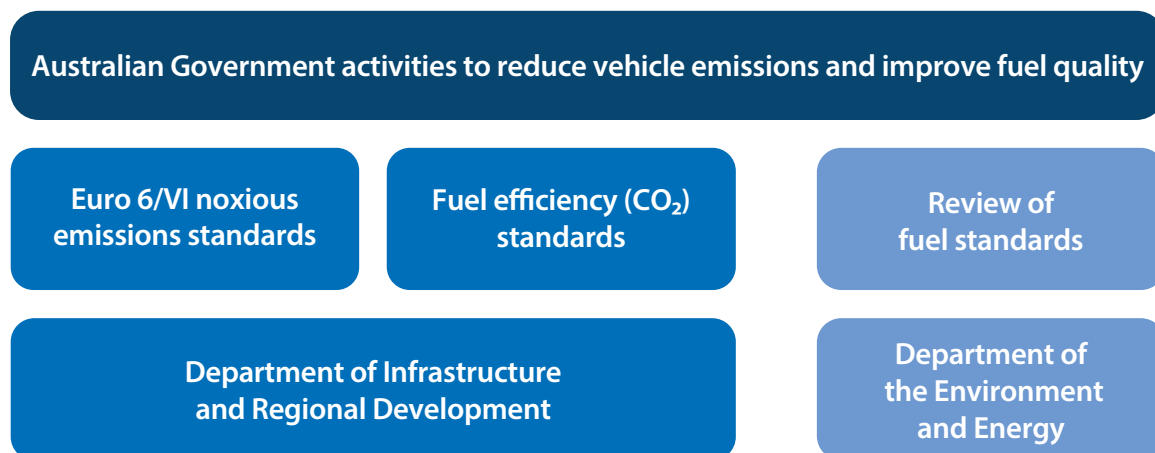 Australian Government activities to reduce vehicle emissions and improve fuel quality
Euro 6/VI noxious
emissions standards
Fuel efficiency (CO₂)
standards
Review of
fuel standards
Department of Infrastructure
and Regional Development
Department of
the Environment
and Energy